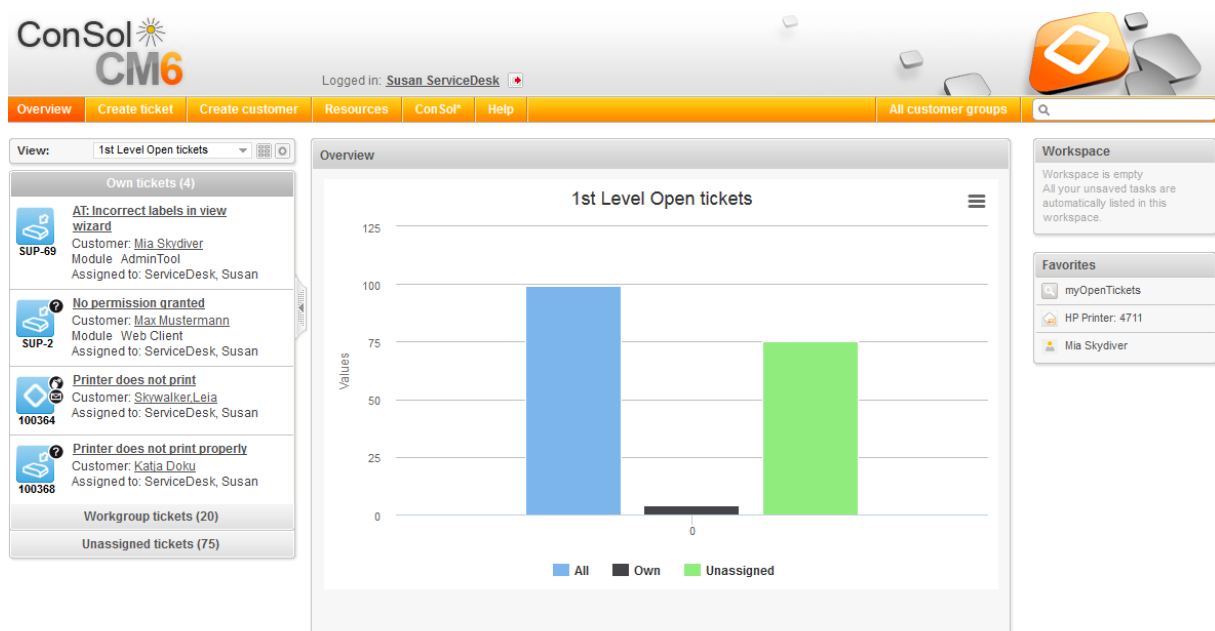 ConSol
CM6
Logged in: Susan ServiceDesk
Overview Create ticket Create customer Resources ConSol* Help All customer groups
View: 1st Level Open tickets
Own tickets (4)
AT: Incorrect labels in view
wizard
Customer: Mia Skydiver
Module AdminTool
Assigned to: ServiceDesk, Susan
SUP-69
No permission granted
Customer: Max Mustermann
Module Web Client
Assigned to: ServiceDesk, Susan
SUP-2
Printer does not print
Customer: Skywalker,Leia
Assigned to: ServiceDesk, Susan
100364
Printer does not print properly
Customer: Katja Doku
Assigned to: ServiceDesk, Susan
100368
Workgroup tickets (20)
Unassigned tickets (75)
Overview
1st Level Open tickets
Values
125
100
75
50
25
0
0
All Own Unassigned
Workspace
Workspace is empty
All your unsaved tasks are
automatically listed in this
workspace.
Favorites
myOpenTickets
HP Printer: 4711
Mia Skydiver